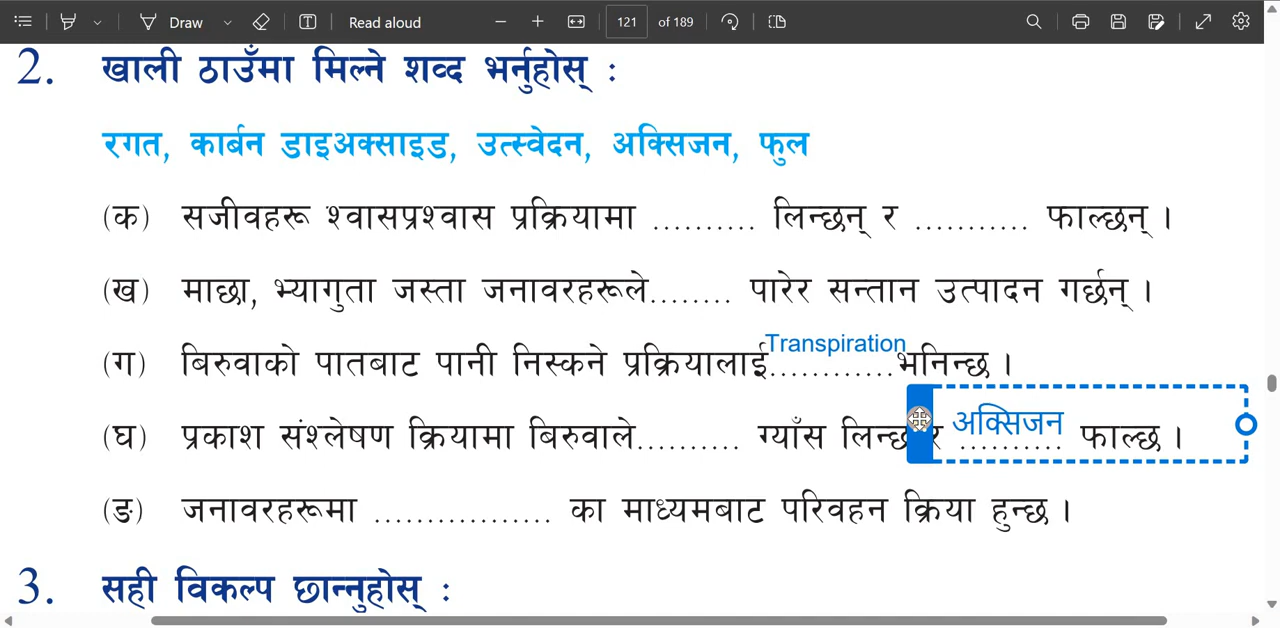 Draw Read aloud 121 of 189
2. खाली ठाउँमा मिल्ने शव्द भर्नुहोस् :
रगत, कार्बन डाइअक्साइड, उत्स्वेदन, अक्सिजन, फुल
(क) सजीवहरू श्वासप्रश्वास प्रक्रियामा .......... लिन्छन् र ........... फाल्छन् ।
(ख) माछा, भ्यागुता जस्ता जनावरहरूले........ पारेर सन्तान उत्पादन गर्छन् ।
(ग) बिरुवाको पातबाट पानी निस्कने प्रक्रियालाई Transpiration ............भनिन्छ ।
(घ) प्रकाश संश्लेषण क्रियामा बिरुवाले.......... ग्याँस लिन्छ र अक्सिजन .......... फाल्छ ।
(ङ) जनावरहरूमा ................. का माध्यमबाट परिवहन क्रिया हुन्छ ।
3. सही विकल्प छान्नुहोस् :